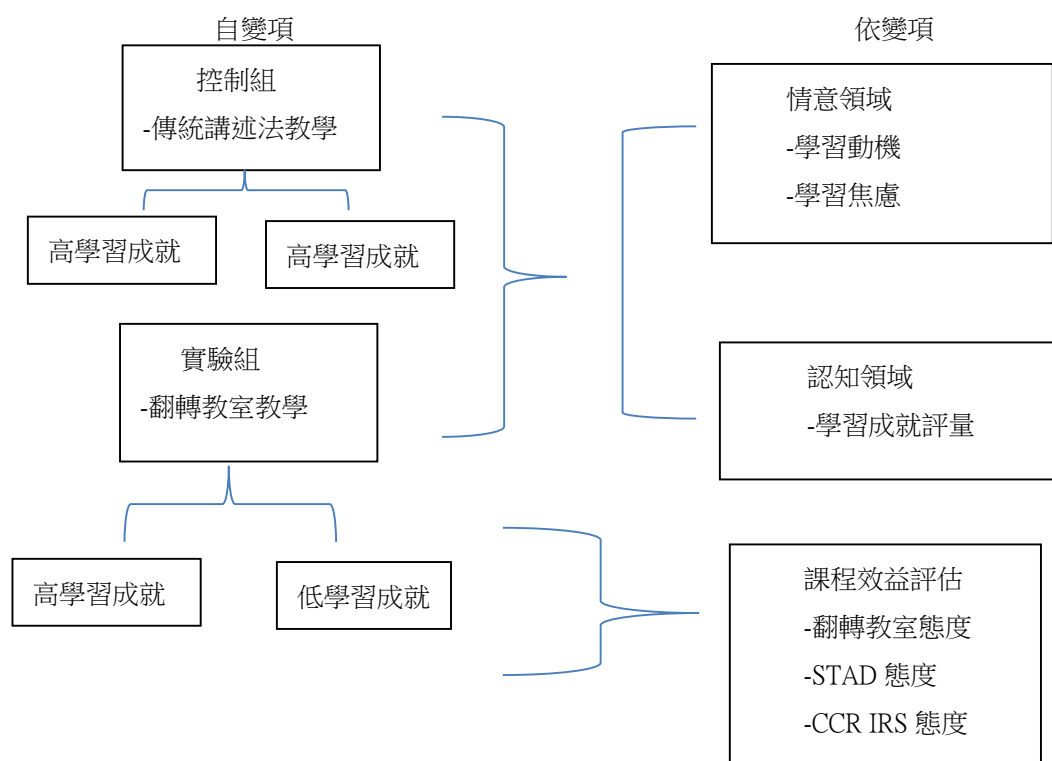 自變項
依變項
控制組
-傳統講述法教學
高學習成就
高學習成就
實驗組
-翻轉教室教學
高學習成就
低學習成就
情意領域
-學習動機
-學習焦慮
認知領域
-學習成就評量
課程效益評估
-翻轉教室態度
-STAD 態度
-CCR IRS 態度